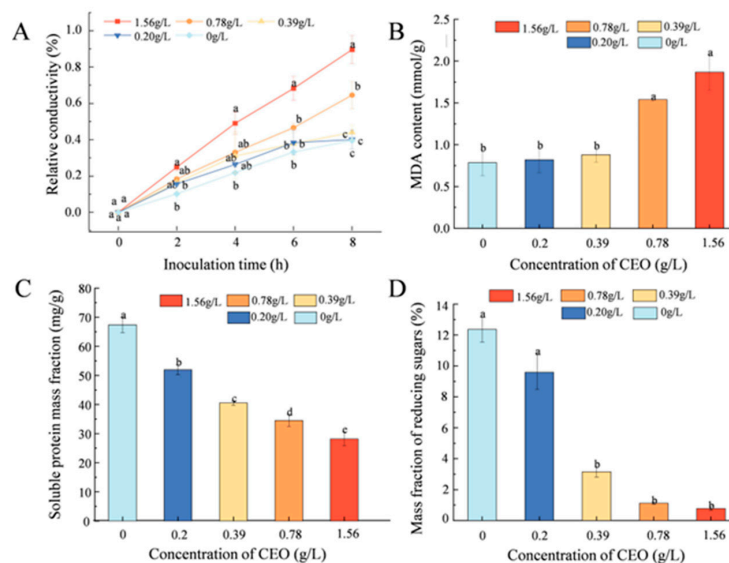 A
1.56g/L 0.78g/L 0.39g/L
0.20g/L 0g/L
Relative conductivity (%)
1.0
0.8
0.6
0.4
0.2
0.0
a a
a a a
a
ab
ab b
b
a
ab
ab ab
b
a
b
b b
b
a
b
c c
c
0 2 4 6 8
Inoculation time (h)
B
1.56g/L 0.78g/L 0.39g/L
0.20g/L 0g/L
MDA content (mmol/g)
2.5
2.0
1.5
1.0
0.5
0.0
b b b a a
0 0.2 0.39 0.78 1.56
Concentration of CEO (g/L)
C
1.56g/L 0.78g/L 0.39g/L
0.20g/L 0g/L
Soluble protein mass fraction (mg/g)
80
70
60
50
40
30
20
10
0
a b c d c
0 0.2 0.39 0.78 1.56
Concentration of CEO (g/L)
D
1.56g/L 0.78g/L 0.39g/L
0.20g/L 0g/L
Mass fraction of reducing sugars (%)
14
12
10
8
6
4
2
0
a a b b b
0 0.2 0.39 0.78 1.56
Concentration of CEO (g/L)